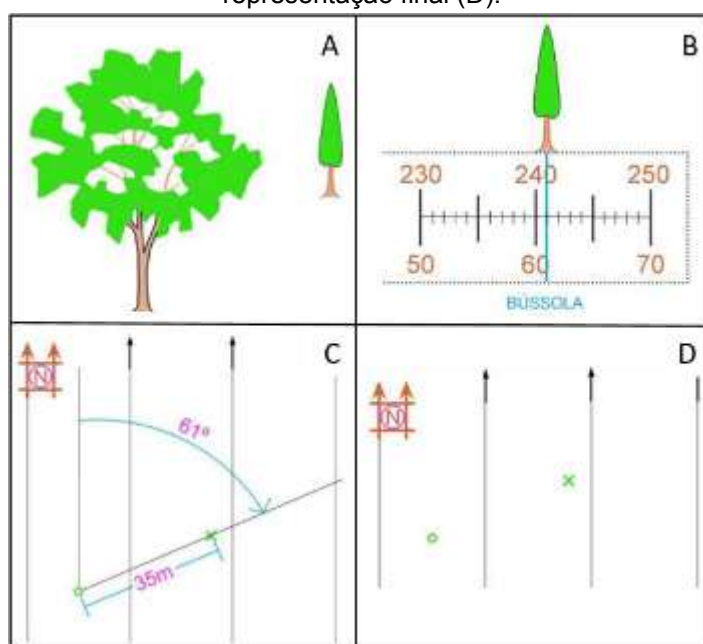 representação final (D).
A
B
230 240 250
50 60 70
BÚSSOLA
C
N
61º
35m
D
N